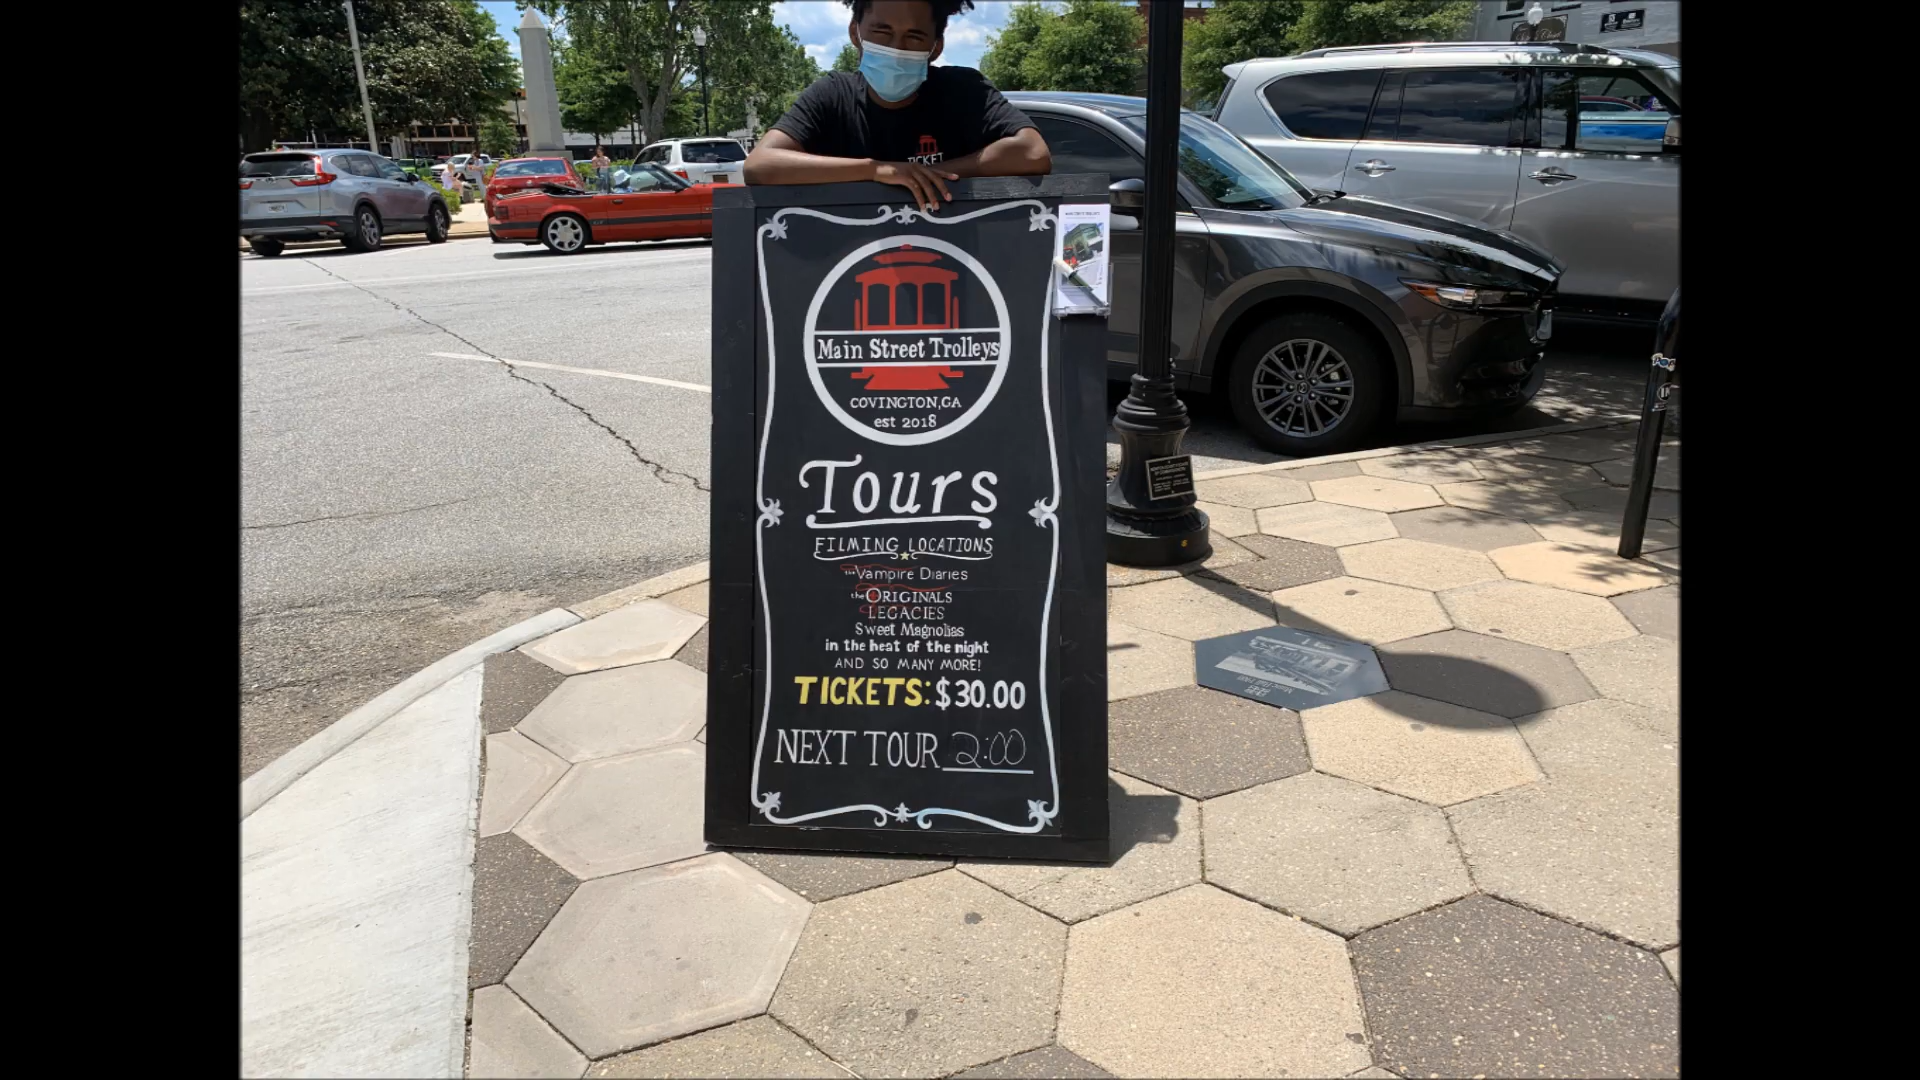 TICKET
Main Street Trolleys
COVINGTON, GA
est 2018
Tours
FILMING LOCATIONS
the Vampire Diaries
the ORIGINALS
LEGACIES
Sweet Magnolias
in the heat of the night
AND SO MANY MORE!
TICKETS: $30.00
NEXT TOUR 2:00